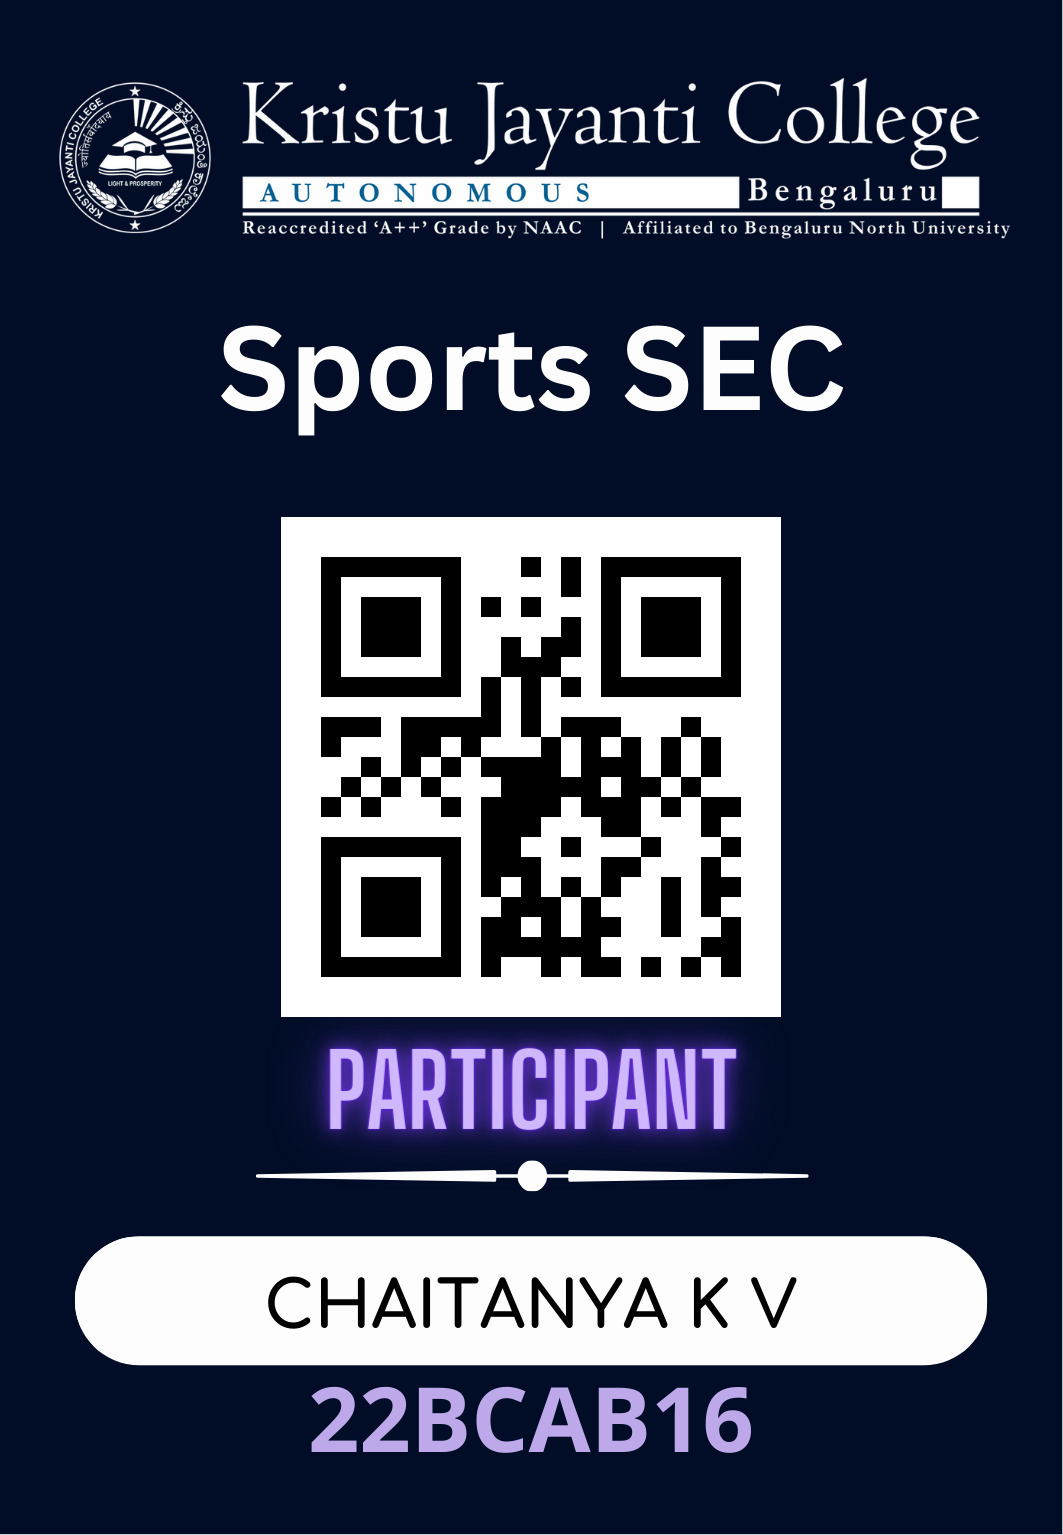 KRISTU JAYANTI COLLEGE
ಕ್ರಿಸ್ತು ಜಯಂತಿ ಕಾಲೇಜು
LIGHT & PROSPERITY
Kristu Jayanti College
AUTONOMOUS Bengaluru
Reaccredited ‘A++’ Grade by NAAC | Affiliated to Bengaluru North University
Sports SEC
PARTICIPANT
CHAITANYA K V
22BCAB16